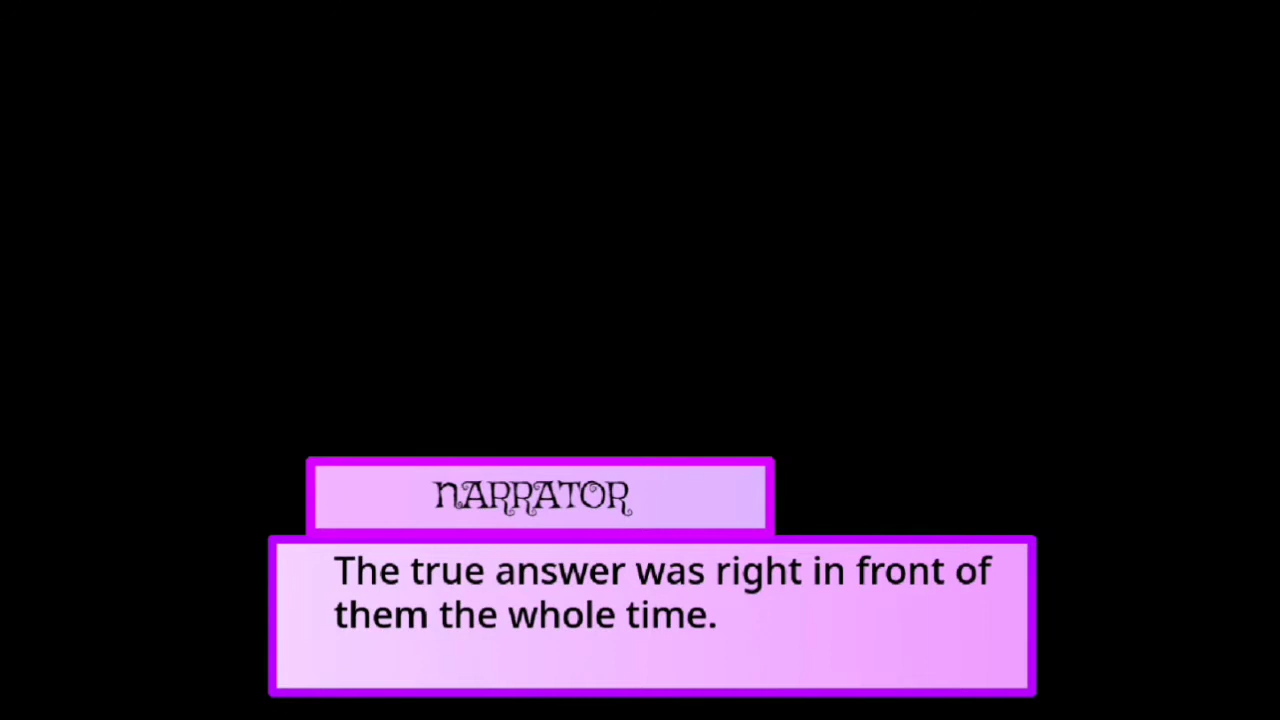 NARRATOR
The true answer was right in front of
them the whole time.